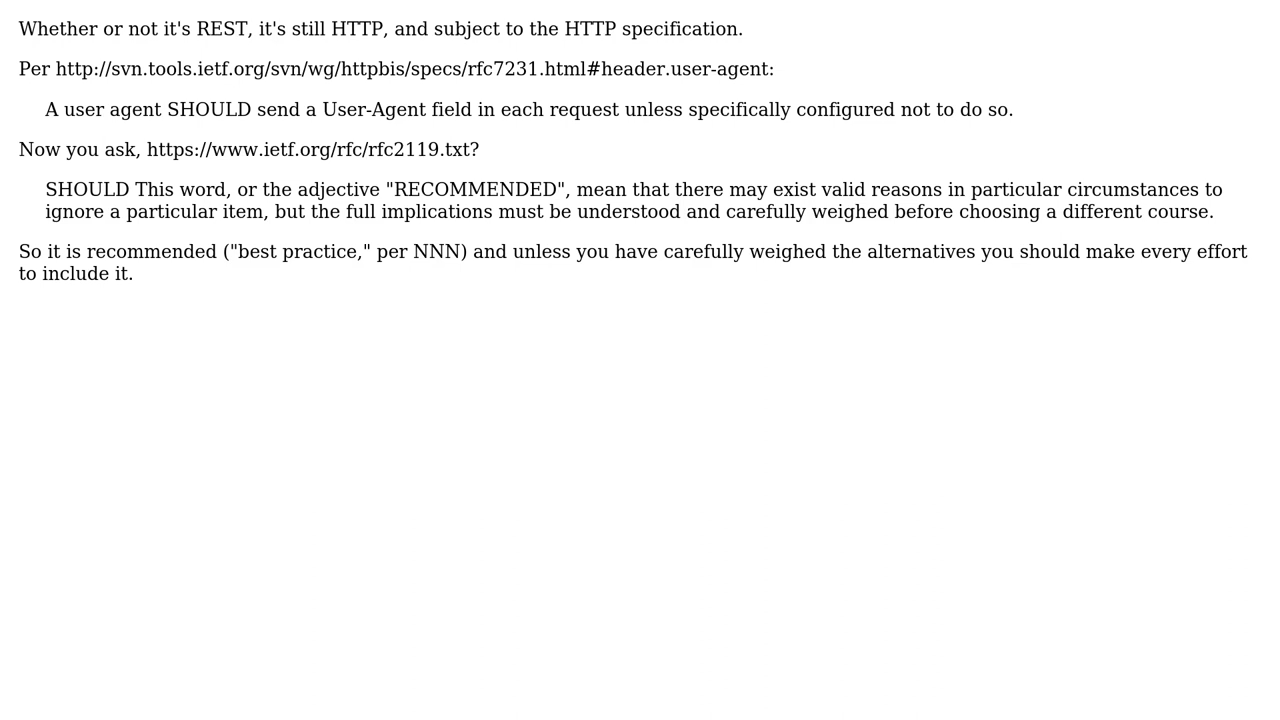 Whether or not it's REST, it's still HTTP, and subject to the HTTP specification.
Per http://svn.tools.ietf.org/svn/wg/httpbis/specs/rfc7231.html#header.user-agent:
A user agent SHOULD send a User-Agent field in each request unless specifically configured not to do so.
Now you ask, https://www.ietf.org/rfc/rfc2119.txt?
SHOULD This word, or the adjective "RECOMMENDED", mean that there may exist valid reasons in particular circumstances to
ignore a particular item, but the full implications must be understood and carefully weighed before choosing a different course.
So it is recommended ("best practice," per NNN) and unless you have carefully weighed the alternatives you should make every effort
to include it.